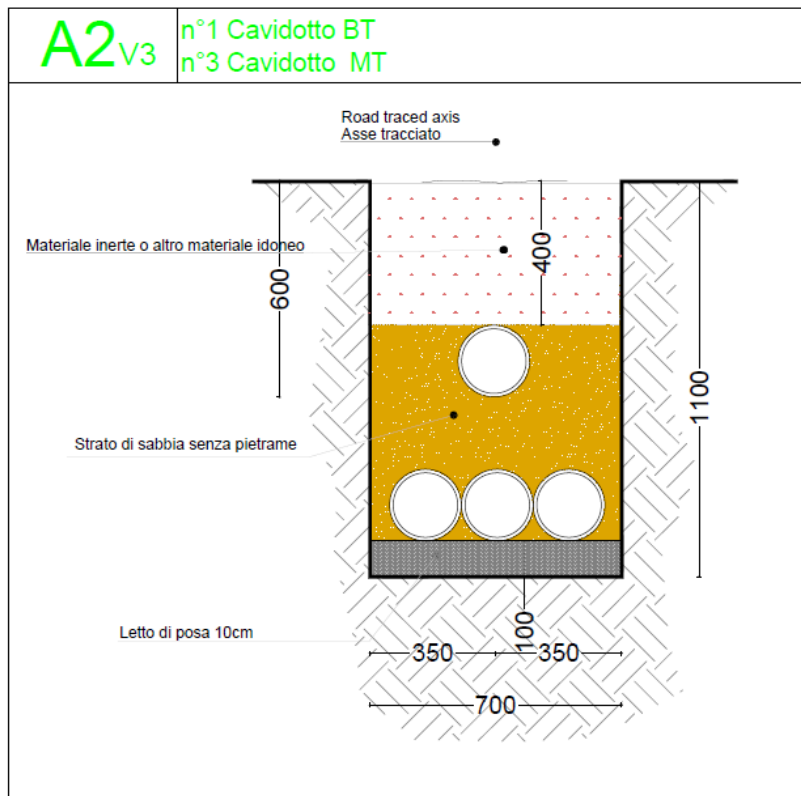 A2V3
n°1 Cavidotto BT
n°3 Cavidotto MT
Road traced axis
Asse tracciato
Materiale inerte o altro materiale idoneo
400
600
1100
Strato di sabbia senza pietrame
Letto di posa 10cm
100
350
350
700